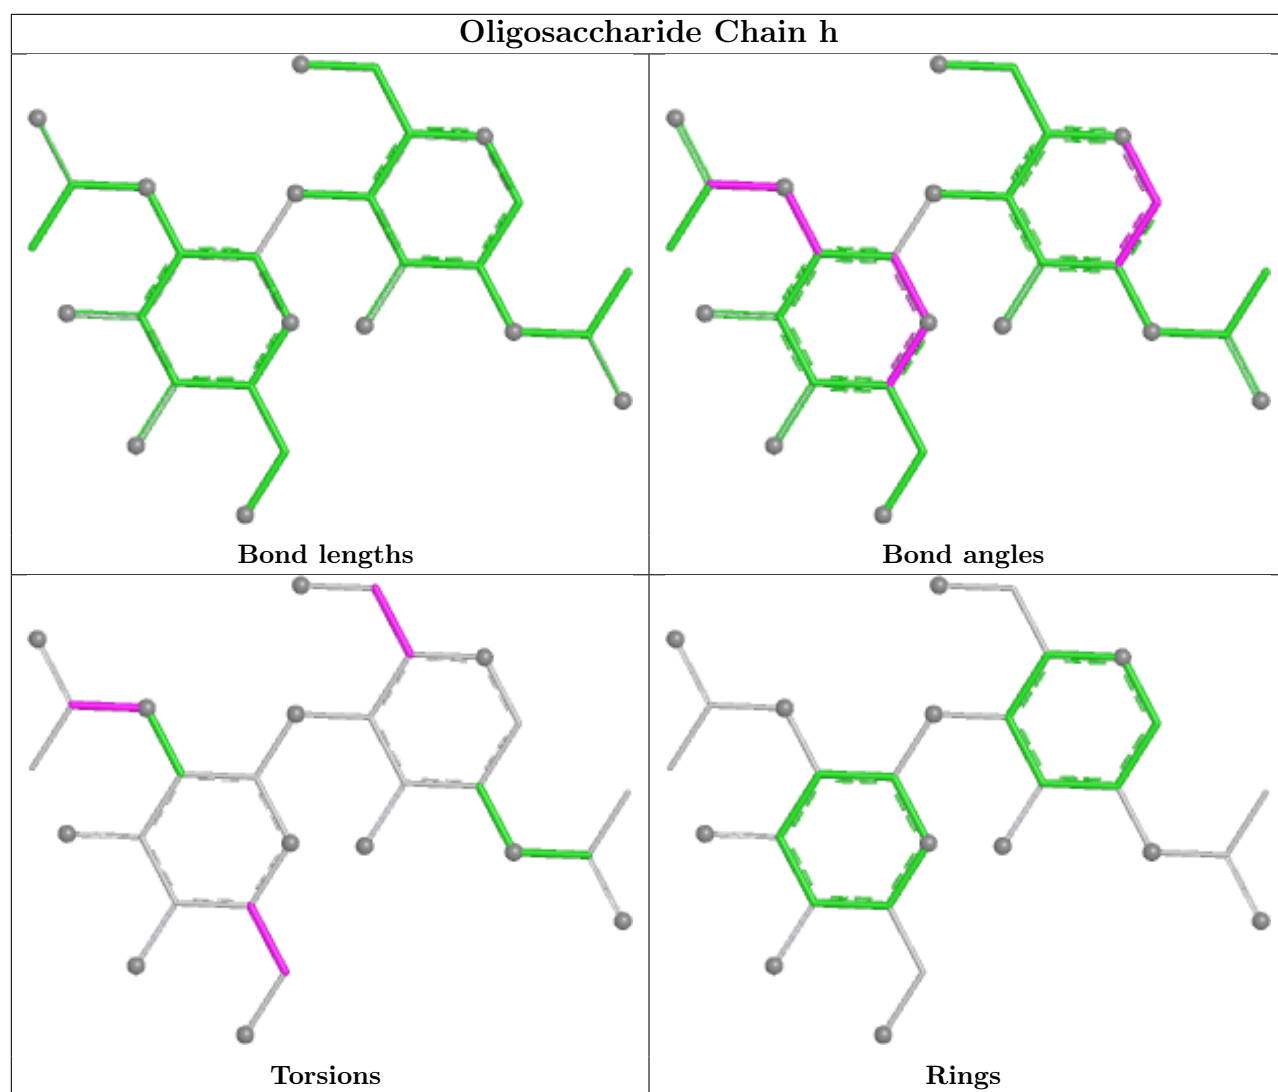 Oligosaccharide Chain h
Bond lengths
Bond angles
Torsions
Rings